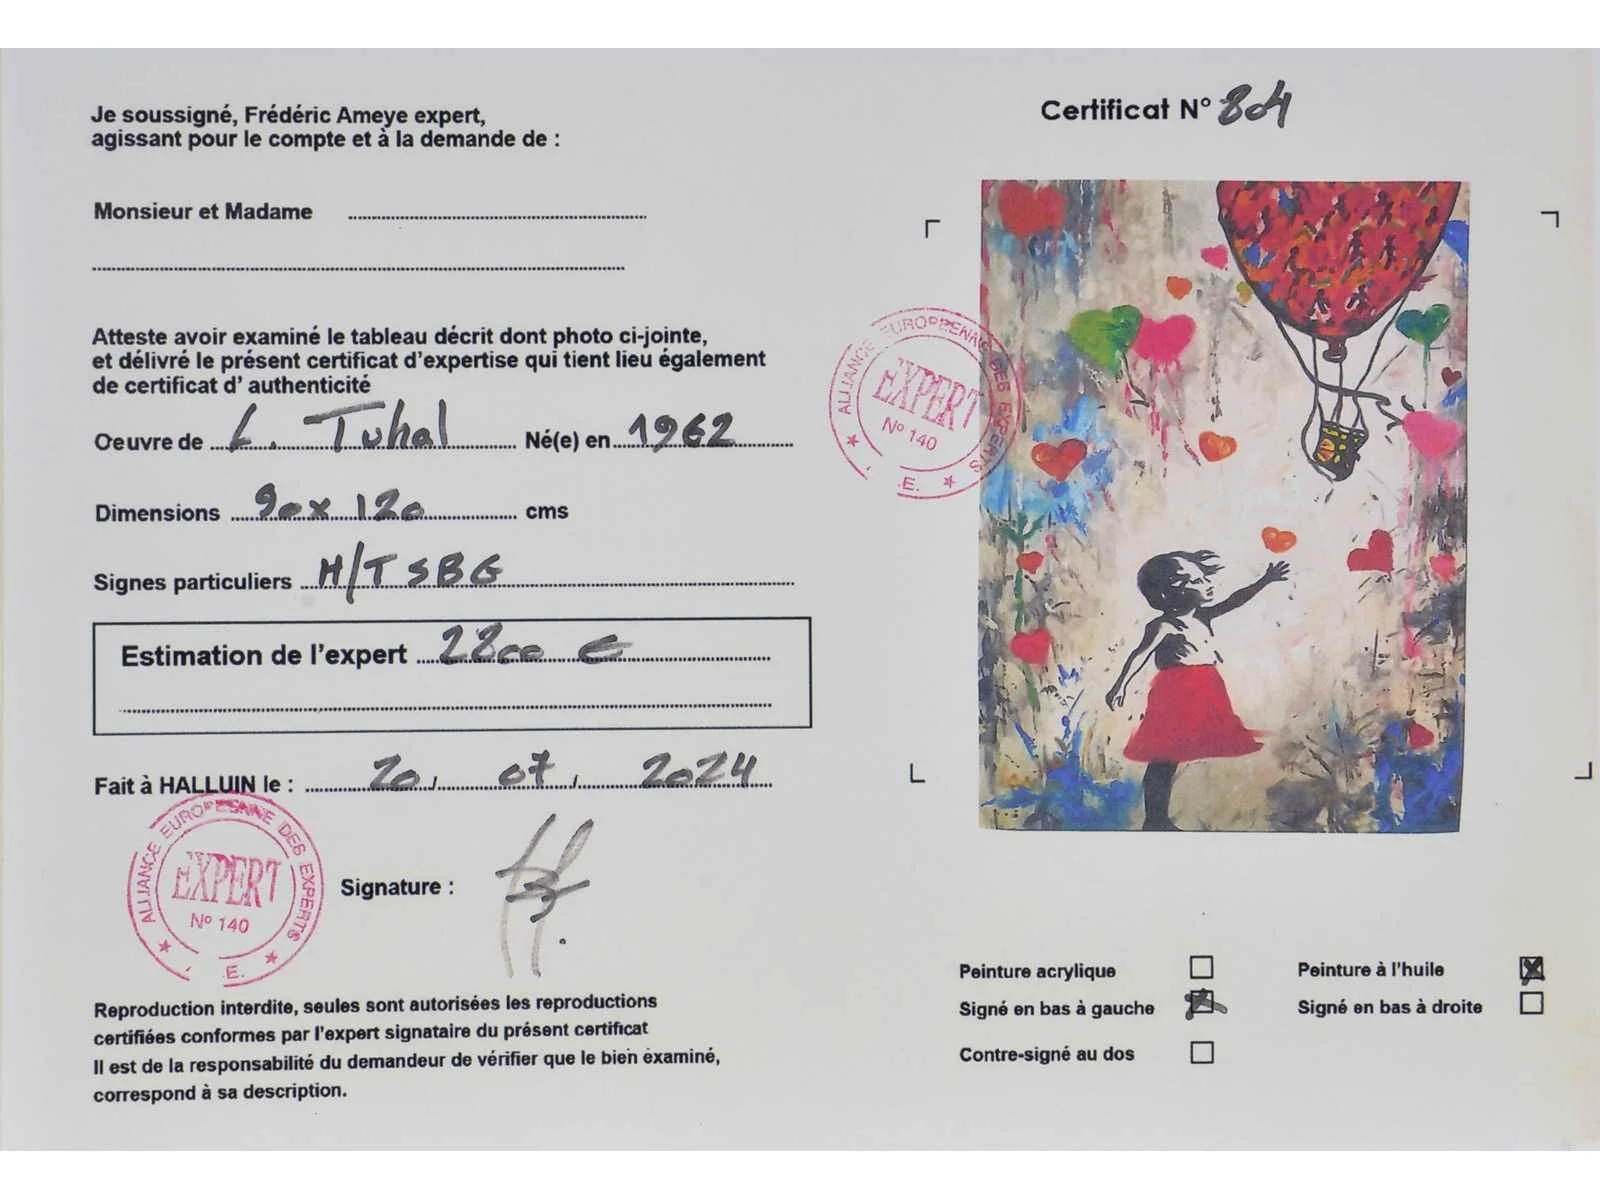 Je soussigné, Frédéric Ameye expert,
agissant pour le compte et à la demande de :
Monsieur et Madame
Atteste avoir examiné le tableau décrit dont photo ci-jointe,
et délivré le présent certificat d'expertise qui tient lieu également
de certificat d' authenticité
Oeuvre de L. Tuhal Né(e) en 1962
Dimensions 90 x 120 cms
Signes particuliers H/T SBG
Estimation de l'expert 2800 €
Fait à HALLUIN le : 20 / 07 / 2024
ALLIANCE EUROPEENNE DES EXPERTS
EXPERT
N° 140
E.
Signature :
Reproduction interdite, seules sont autorisées les reproductions
certifiées conformes par l'expert signataire du présent certificat
Il est de la responsabilité du demandeur de vérifier que le bien examiné,
correspond à sa description.
Certificat N° 804
ALLIANCE EUROPEENNE DES EXPERTS
EXPERT
N° 140
E.
Peinture acrylique Peinture à l'huile
Signé en bas à gauche Signé en bas à droite
Contre-signé au dos